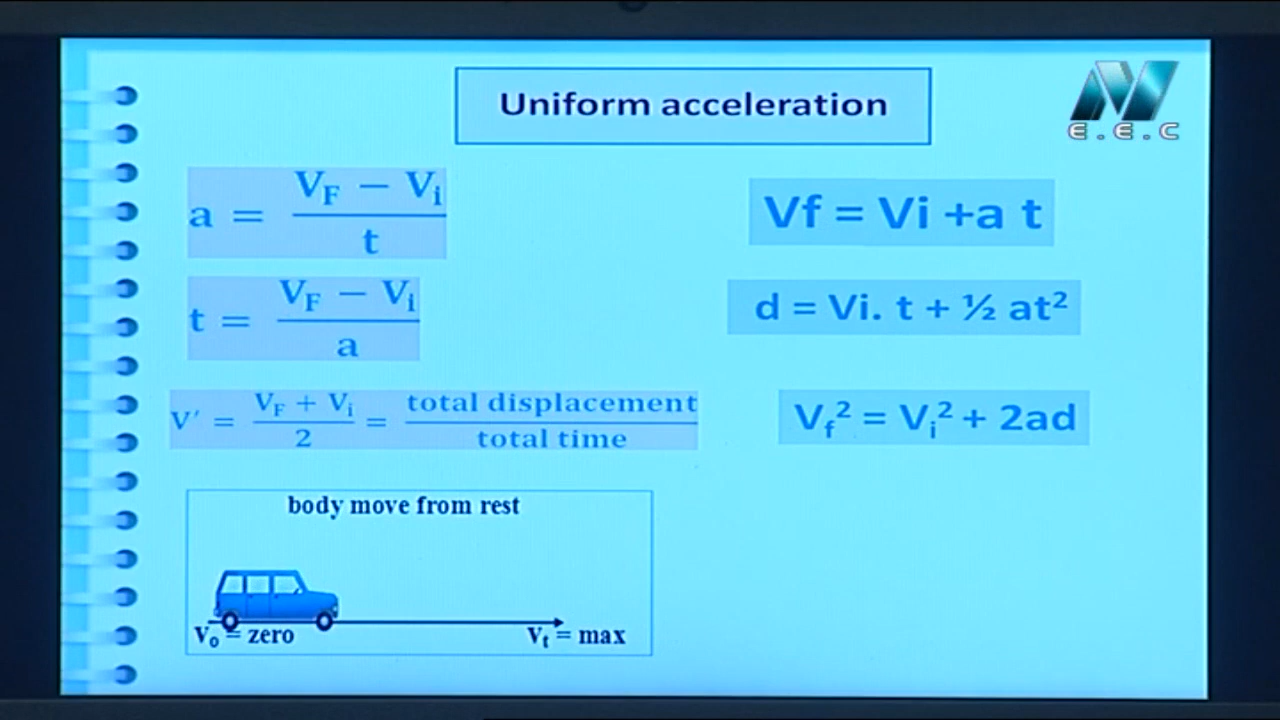 Uniform acceleration
N
E.E.C
a = (V_F − V_i) / t
Vf = Vi +a t
t = (V_F − V_i) / a
d = Vi. t + ½ at²
V′ = (V_F + V_i) / 2 = total displacement / total time
V_f² = V_i² + 2ad
body move from rest
V_o = zero
V_t = max